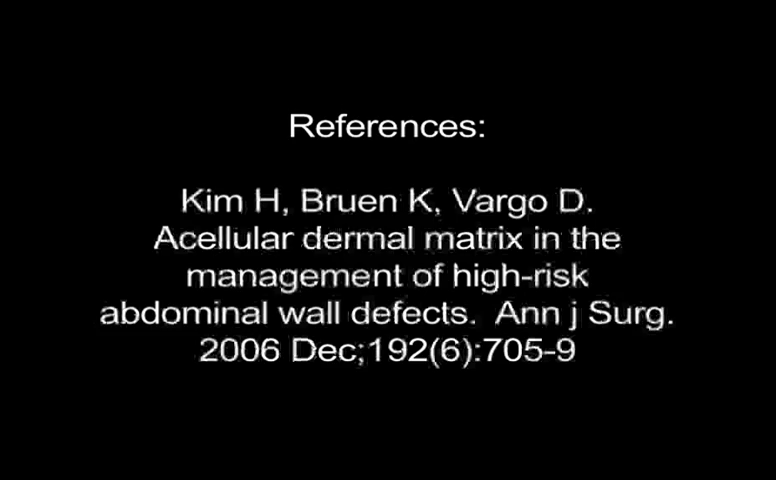 References:
Kim H, Bruen K, Vargo D.
Acellular dermal matrix in the
management of high-risk
abdominal wall defects.  Ann j Surg.
2006 Dec;192(6):705-9